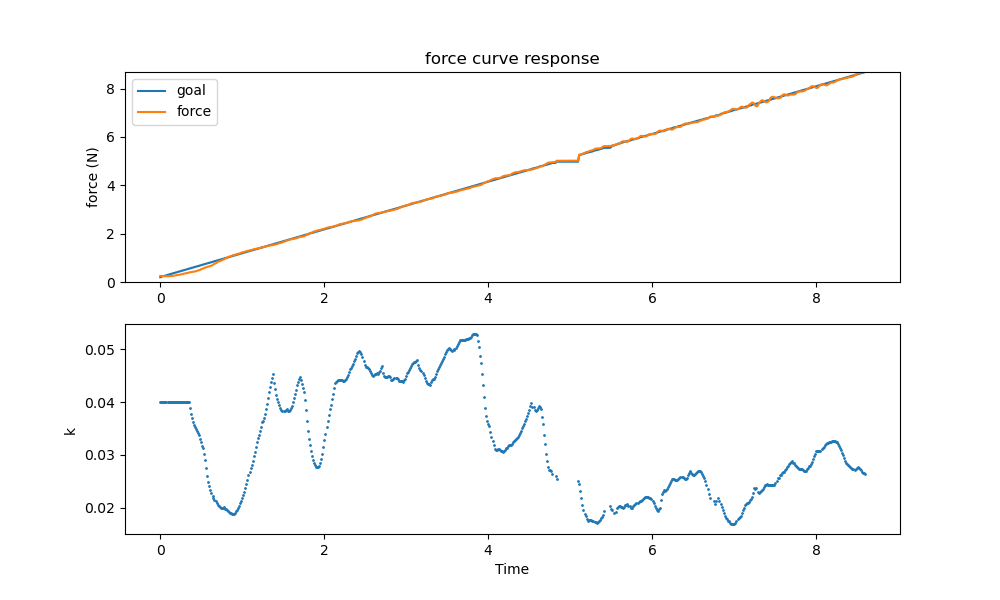 force curve response
goal
force
force (N)
8
6
4
2
0
0 2 4 6 8
k
0.05
0.04
0.03
0.02
0 2 4 6 8
Time